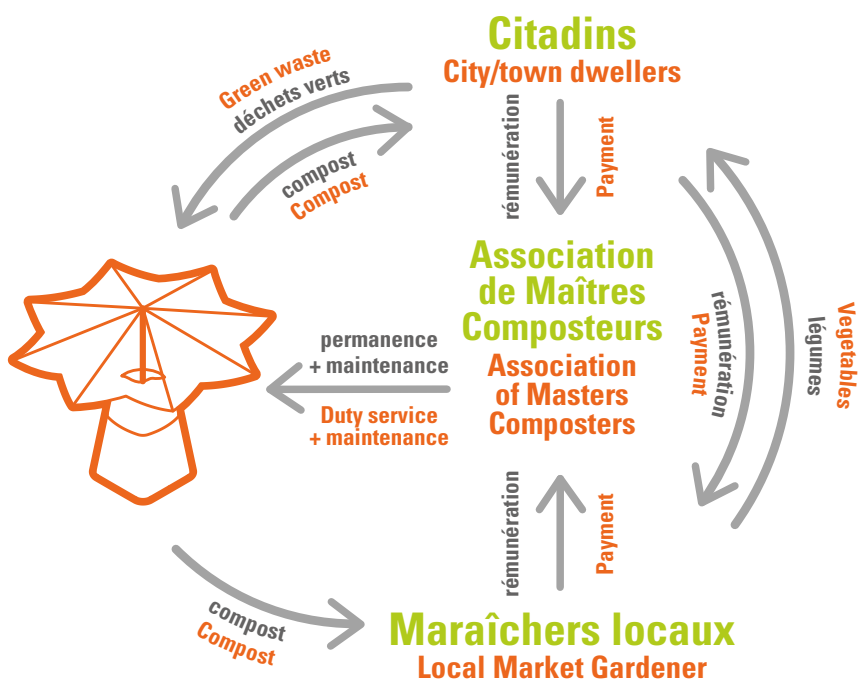 Citadins
City/town dwellers
Green waste
déchets verts
compost
Compost
rémunération
Payment
Association
de Maîtres
Composteurs
Association
of Masters
Composters
permanence
+ maintenance
Duty service
+ maintenance
rémunération
Payment
Vegetables
légumes
rémunération
Payment
compost
Compost
Maraîchers locaux
Local Market Gardener